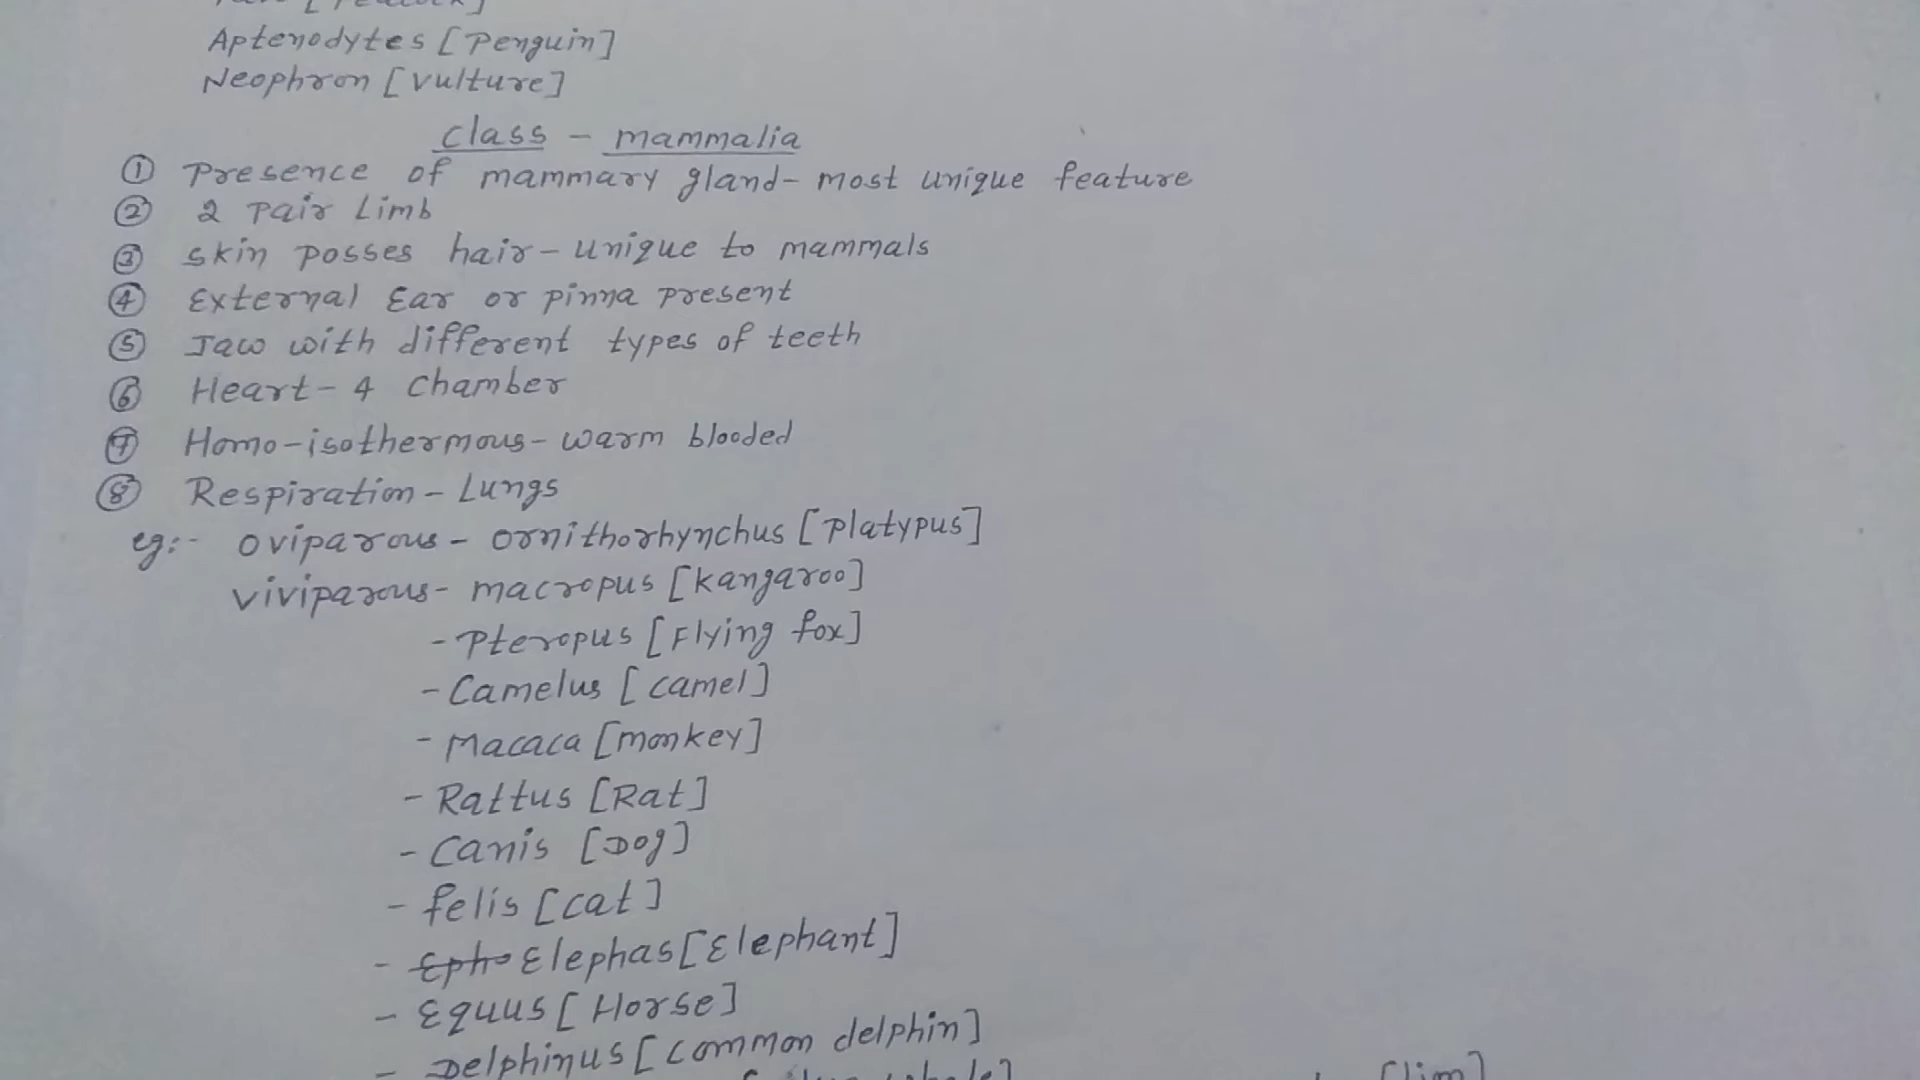 Aptenodytes [Penguin]
Neophron [vulture]
class - mammalia
① Presence of mammary gland- most unique feature
② 2 Pair Limb
③ skin posses hair - unique to mammals
④ External Ear or pinna present
⑤ Jaw with different types of teeth
⑥ Heart - 4 chamber
⑦ Homo-isothermous - warm blooded
⑧ Respiration - Lungs
eg:- oviparous - ornithorhynchus [Platypus]
viviparous - macropus [kangaroo]
- Pteropus [Flying fox]
- Camelus [camel]
- Macaca [monkey]
- Rattus [Rat]
- Canis [Dog]
- felis [cat]
- Elephas [Elephant]
- Equus [Horse]
- Delphinus [common delphin]